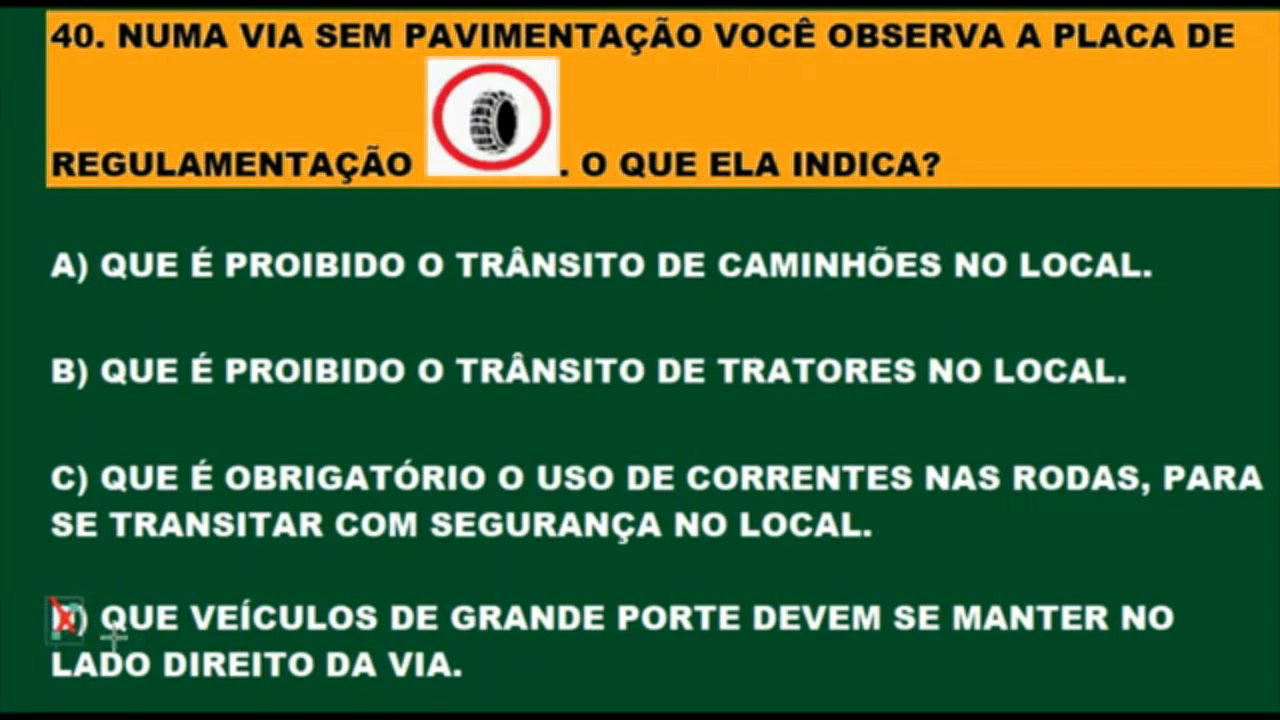 40. NUMA VIA SEM PAVIMENTAÇÃO VOCÊ OBSERVA A PLACA DE
REGULAMENTAÇÃO . O QUE ELA INDICA?
A) QUE É PROIBIDO O TRÂNSITO DE CAMINHÕES NO LOCAL.
B) QUE É PROIBIDO O TRÂNSITO DE TRATORES NO LOCAL.
C) QUE É OBRIGATÓRIO O USO DE CORRENTES NAS RODAS, PARA
SE TRANSITAR COM SEGURANÇA NO LOCAL.
D) QUE VEÍCULOS DE GRANDE PORTE DEVEM SE MANTER NO
LADO DIREITO DA VIA.